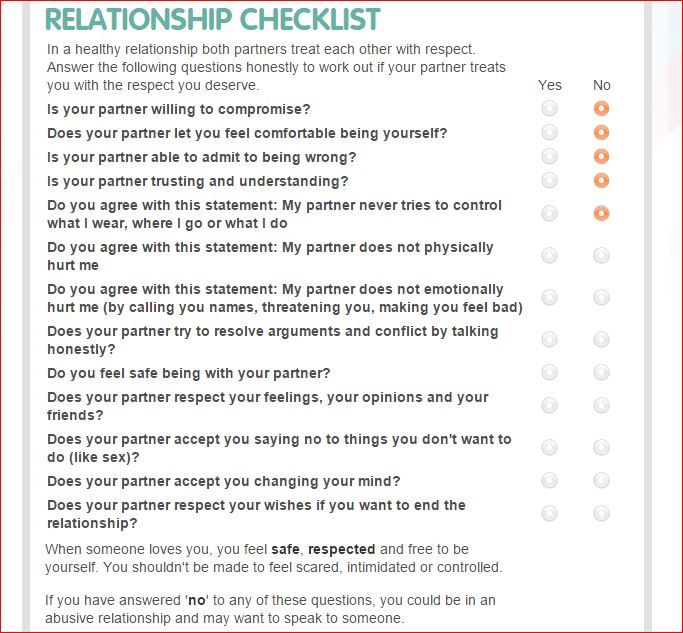 RELATIONSHIP CHECKLIST
In a healthy relationship both partners treat each other with respect.
Answer the following questions honestly to work out if your partner treats
you with the respect you deserve.
Yes No
Is your partner willing to compromise?
Does your partner let you feel comfortable being yourself?
Is your partner able to admit to being wrong?
Is your partner trusting and understanding?
Do you agree with this statement: My partner never tries to control
what I wear, where I go or what I do
Do you agree with this statement: My partner does not physically
hurt me
Do you agree with this statement: My partner does not emotionally
hurt me (by calling you names, threatening you, making you feel bad)
Does your partner try to resolve arguments and conflict by talking
honestly?
Do you feel safe being with your partner?
Does your partner respect your feelings, your opinions and your
friends?
Does your partner accept you saying no to things you don't want to
do (like sex)?
Does your partner accept you changing your mind?
Does your partner respect your wishes if you want to end the
relationship?
When someone loves you, you feel safe, respected and free to be
yourself. You shouldn't be made to feel scared, intimidated or controlled.
If you have answered 'no' to any of these questions, you could be in an
abusive relationship and may want to speak to someone.